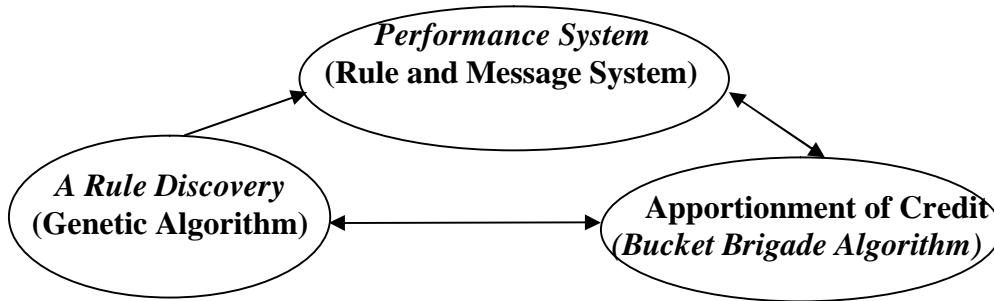 Performance System
(Rule and Message System)
A Rule Discovery
(Genetic Algorithm)
Apportionment of Credit
(Bucket Brigade Algorithm)